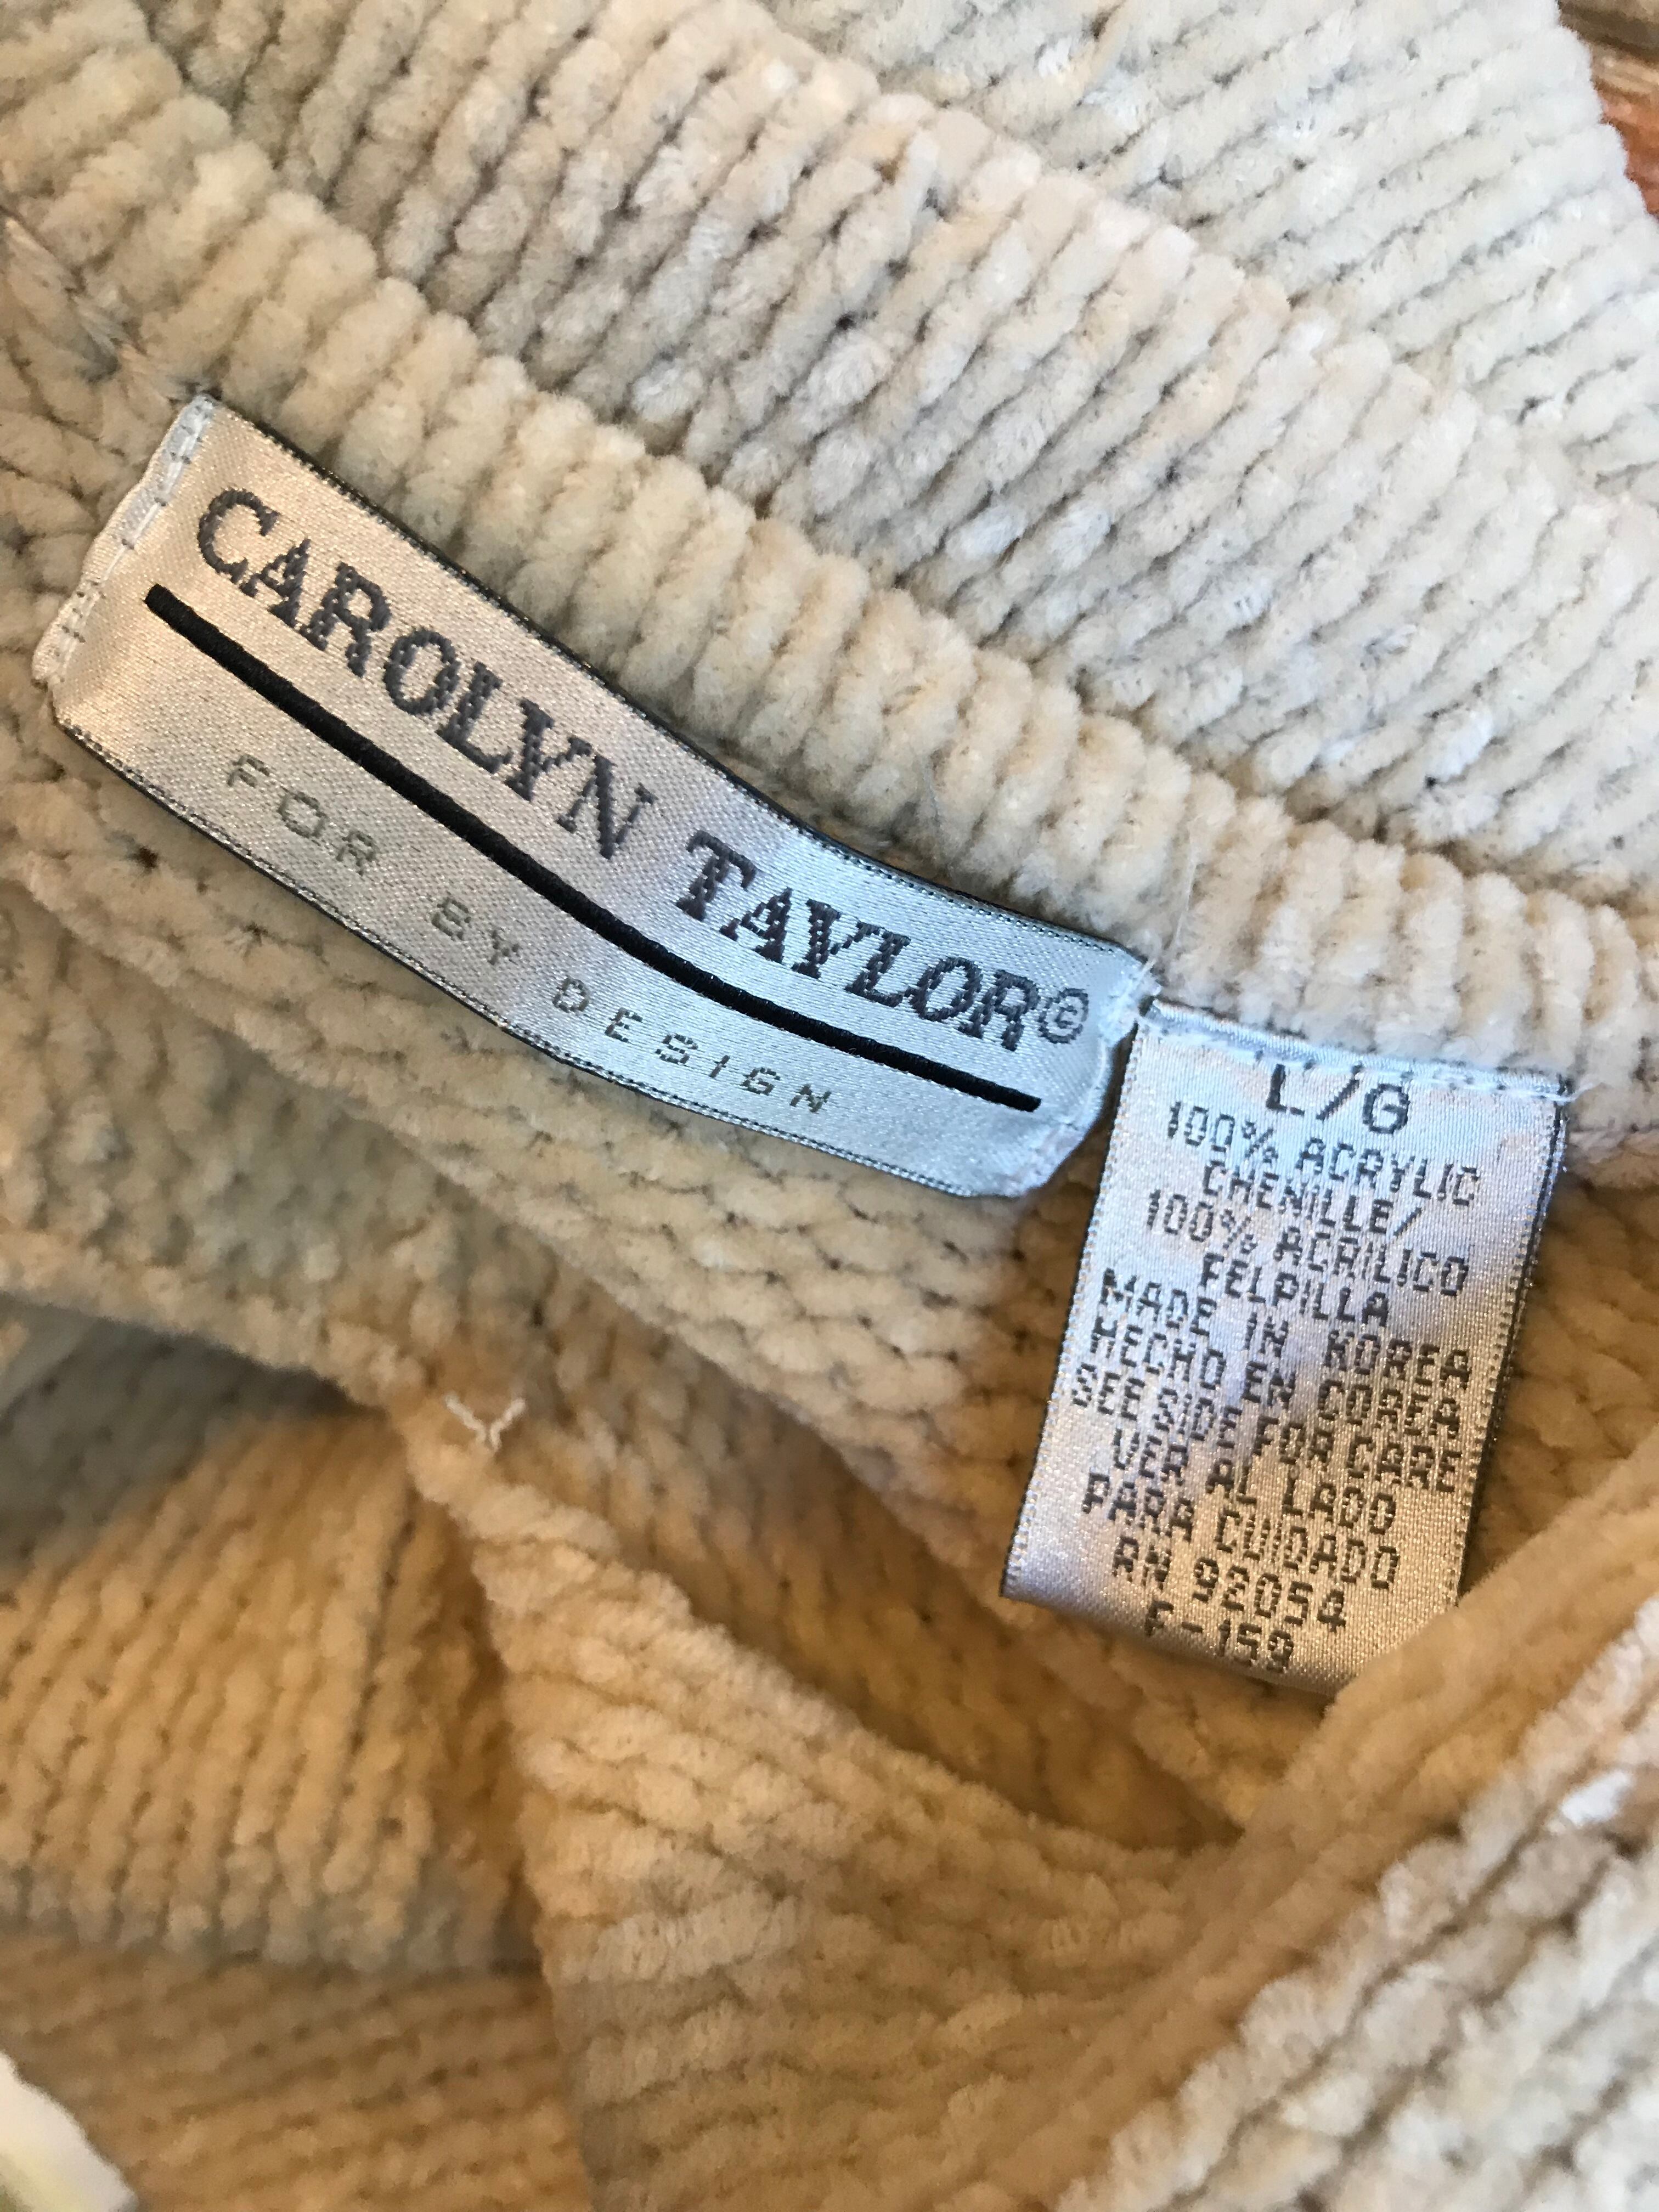 CAROLYN TAYLOR©
FOR BY DESIGN
L/G
100% ACRYLIC
CHENILLE/
100% ACRILICO
FELPILLA
MADE IN KOREA
HECHO EN COREA
SEE SIDE FOR CARE
VER AL LADO
PARA CUIDADO
RN 92054
F-159